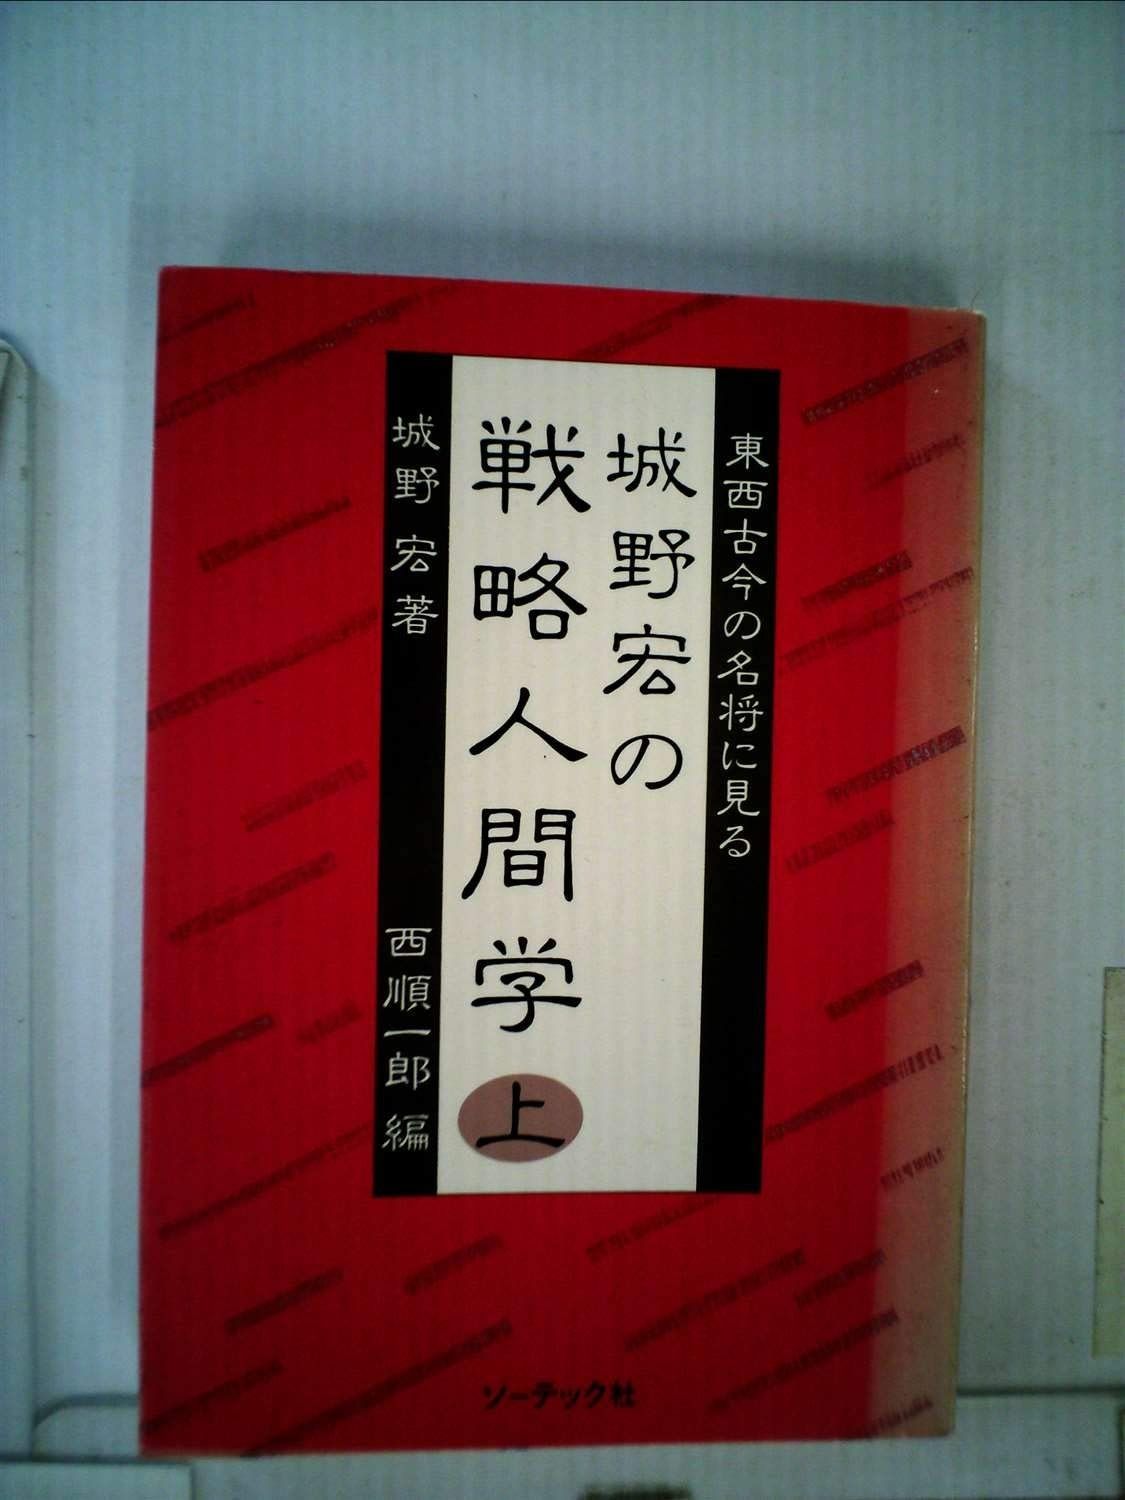 東西古今の名将に見る
城野宏の
戦略人間学 上
城野宏著
西順一郎編
ソーテック社